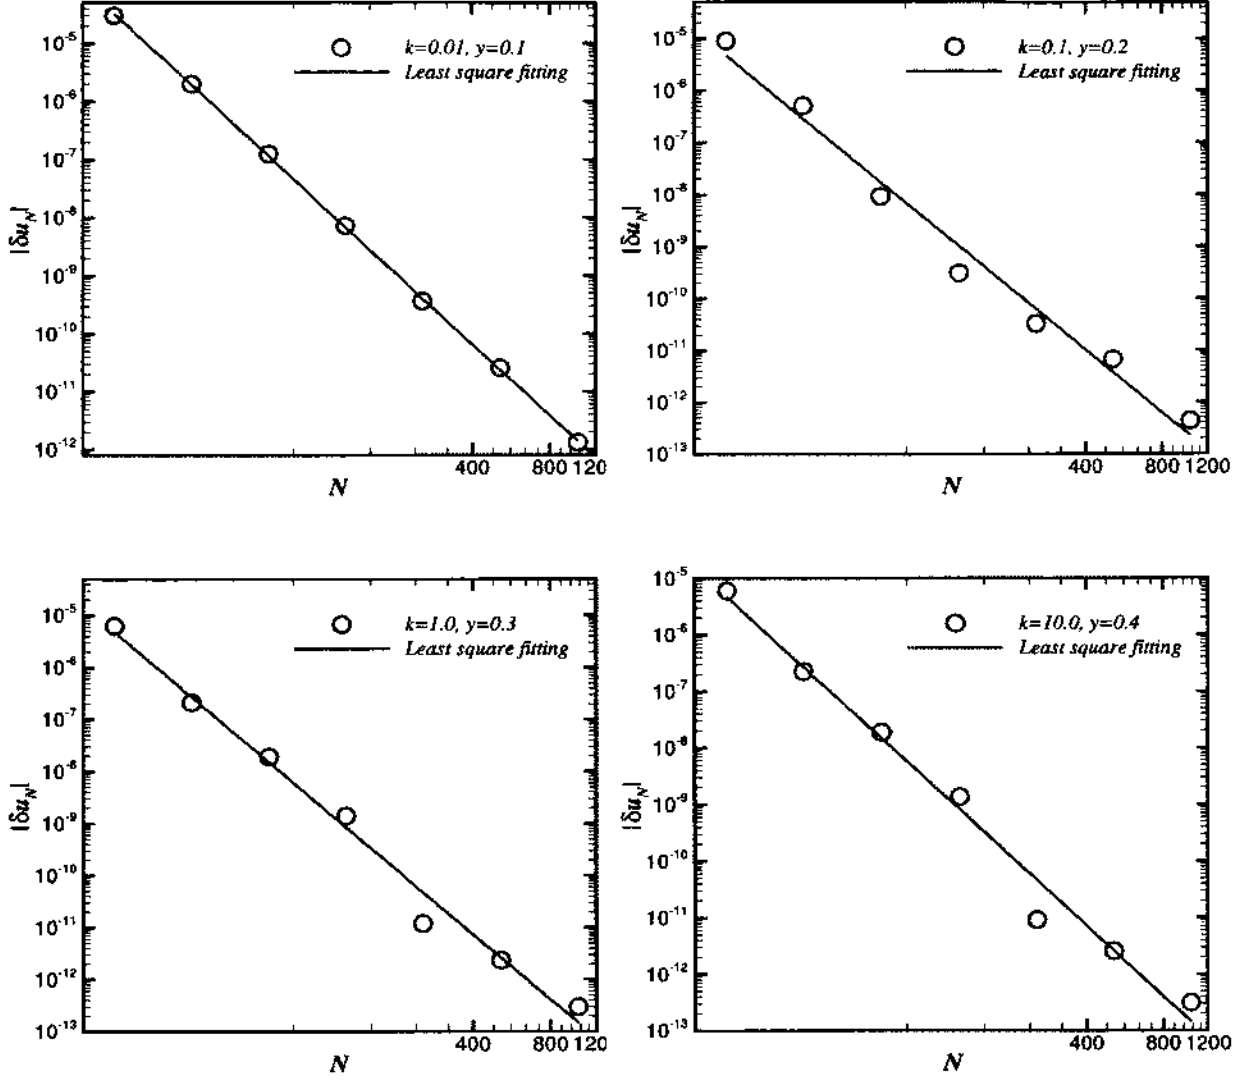 k=0.01, y=0.1
Least square fitting
10⁻⁵
10⁻⁶
10⁻⁷
10⁻⁸
10⁻⁹
10⁻¹⁰
10⁻¹¹
10⁻¹²
|δu_N|
400 800 120
N
k=0.1, y=0.2
Least square fitting
10⁻⁵
10⁻⁶
10⁻⁷
10⁻⁸
10⁻⁹
10⁻¹⁰
10⁻¹¹
10⁻¹²
10⁻¹³
|δu_N|
400 800 1200
N
k=1.0, y=0.3
Least square fitting
10⁻⁵
10⁻⁶
10⁻⁷
10⁻⁸
10⁻⁹
10⁻¹⁰
10⁻¹¹
10⁻¹²
10⁻¹³
|δu_N|
400 800 120
N
k=10.0, y=0.4
Least square fitting
10⁻⁵
10⁻⁶
10⁻⁷
10⁻⁸
10⁻⁹
10⁻¹⁰
10⁻¹¹
10⁻¹²
10⁻¹³
|δu_N|
400 800 1200
N